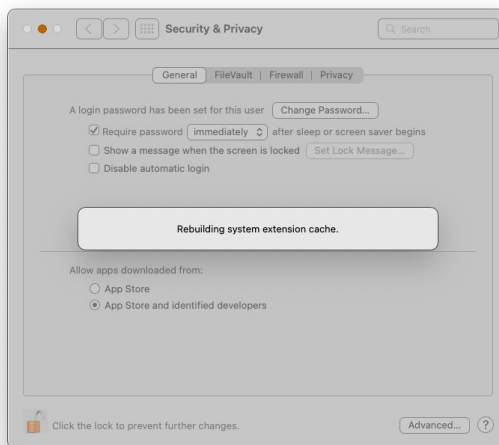 Security & Privacy
Search
General FileVault Firewall Privacy
A login password has been set for this user Change Password...
Require password immediately after sleep or screen saver begins
Show a message when the screen is locked Set Lock Message...
Disable automatic login
Rebuilding system extension cache.
Allow apps downloaded from:
App Store
App Store and identified developers
Click the lock to prevent further changes.
Advanced... ?